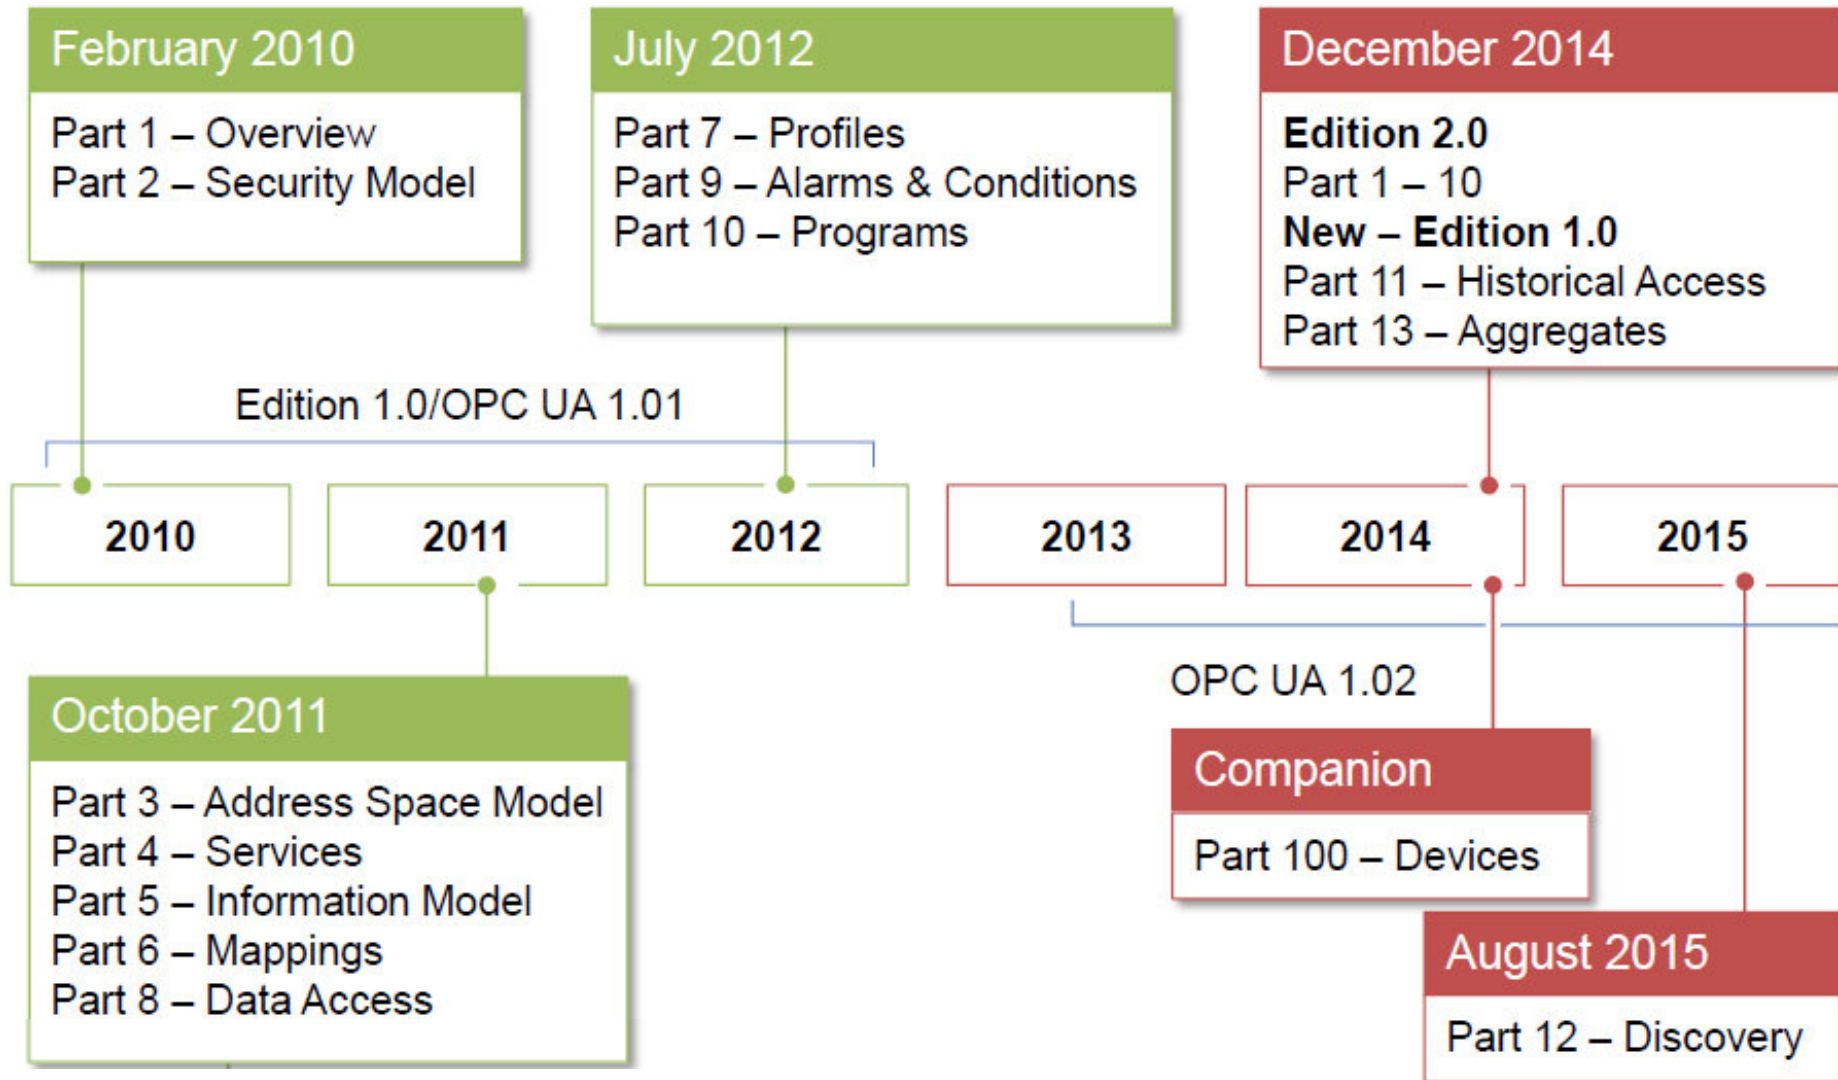 February 2010
Part 1 – Overview
Part 2 – Security Model
July 2012
Part 7 – Profiles
Part 9 – Alarms & Conditions
Part 10 – Programs
December 2014
Edition 2.0
Part 1 – 10
New – Edition 1.0
Part 11 – Historical Access
Part 13 – Aggregates
Edition 1.0/OPC UA 1.01
2010
2011
2012
2013
2014
2015
OPC UA 1.02
October 2011
Part 3 – Address Space Model
Part 4 – Services
Part 5 – Information Model
Part 6 – Mappings
Part 8 – Data Access
Companion
Part 100 – Devices
August 2015
Part 12 – Discovery